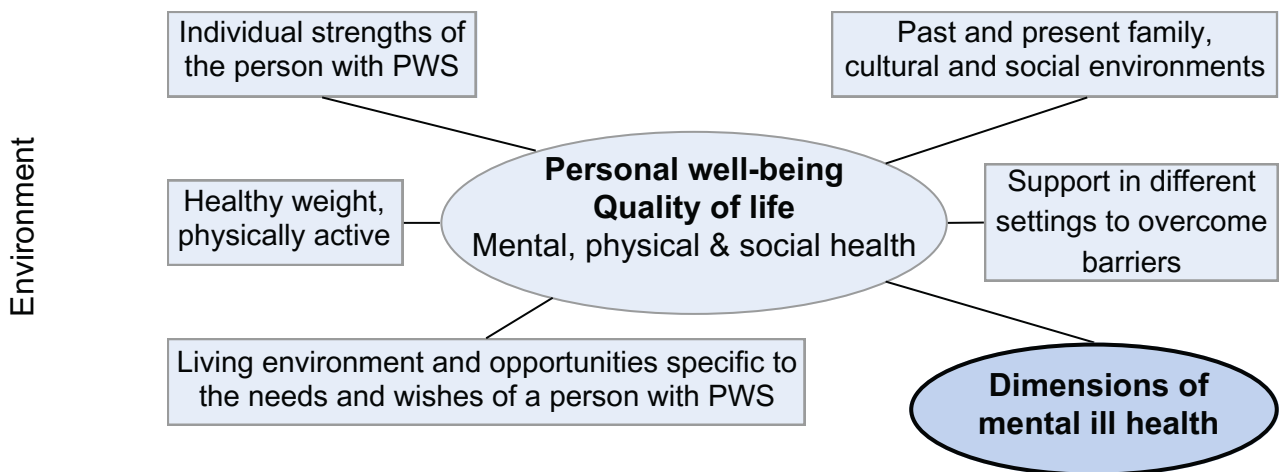 Environment
Individual strengths of
the person with PWS
Past and present family,
cultural and social environments
Personal well-being
Quality of life
Mental, physical & social health
Healthy weight,
physically active
Support in different
settings to overcome
barriers
Living environment and opportunities specific to
the needs and wishes of a person with PWS
Dimensions of
mental ill health